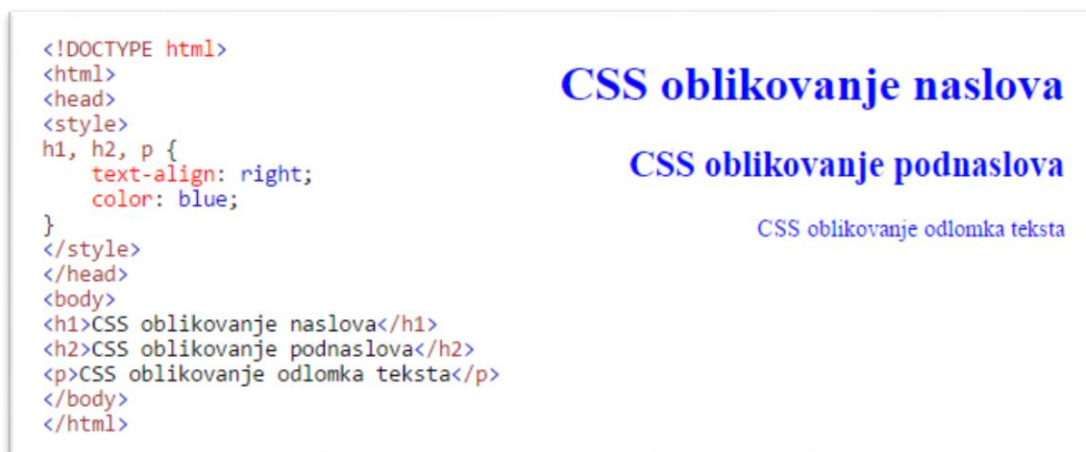 <!DOCTYPE html>
<html>
<head>
<style>
h1, h2, p {
    text-align: right;
    color: blue;
}
</style>
</head>
<body>
<h1>CSS oblikovanje naslova</h1>
<h2>CSS oblikovanje podnaslova</h2>
<p>CSS oblikovanje odlomka teksta</p>
</body>
</html>
CSS oblikovanje naslova
CSS oblikovanje podnaslova
CSS oblikovanje odlomka teksta